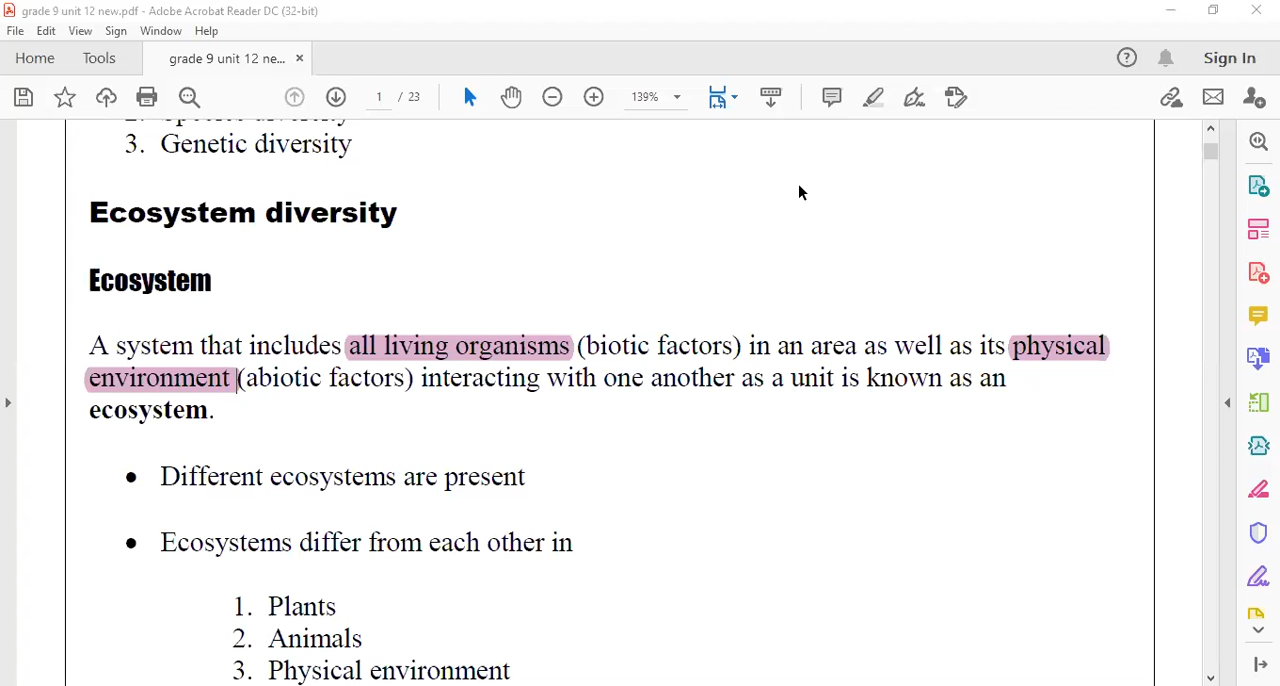 grade 9 unit 12 new.pdf - Adobe Acrobat Reader DC (32-bit)
File Edit View Sign Window Help
Home Tools grade 9 unit 12 ne... × Sign In
1 / 23 139%
3. Genetic diversity
Ecosystem diversity
Ecosystem
A system that includes all living organisms (biotic factors) in an area as well as its physical
environment (abiotic factors) interacting with one another as a unit is known as an
ecosystem.
• Different ecosystems are present
• Ecosystems differ from each other in
1. Plants
2. Animals
3. Physical environment